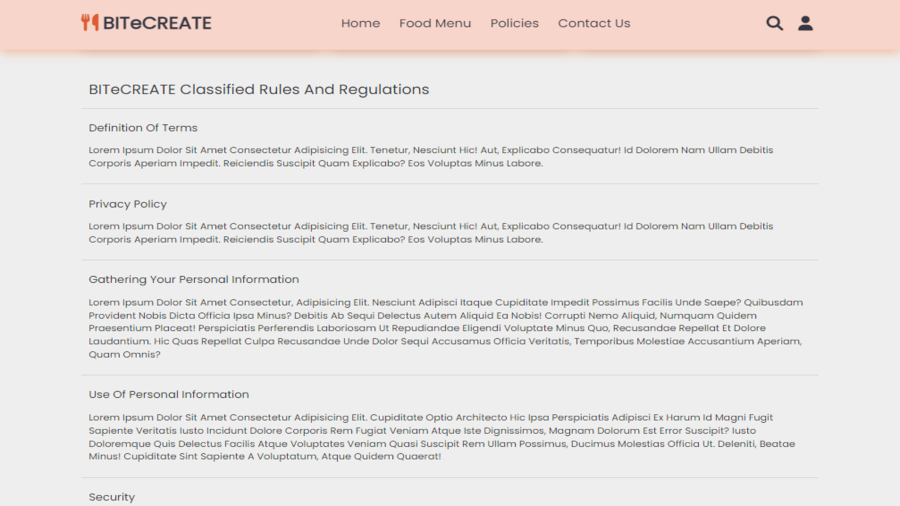 BITeCREATE
Home Food Menu Policies Contact Us
BITeCREATE Classified Rules And Regulations
Definition Of Terms
Lorem Ipsum Dolor Sit Amet Consectetur Adipisicing Elit. Tenetur, Nesciunt Hic! Aut, Explicabo Consequatur! Id Dolorem Nam Ullam Debitis
Corporis Aperiam Impedit. Reiciendis Suscipit Quam Explicabo? Eos Voluptas Minus Labore.
Privacy Policy
Lorem Ipsum Dolor Sit Amet Consectetur Adipisicing Elit. Tenetur, Nesciunt Hic! Aut, Explicabo Consequatur! Id Dolorem Nam Ullam Debitis
Corporis Aperiam Impedit. Reiciendis Suscipit Quam Explicabo? Eos Voluptas Minus Labore.
Gathering Your Personal Information
Lorem Ipsum Dolor Sit Amet Consectetur, Adipisicing Elit. Nesciunt Adipisci Itaque Cupiditate Impedit Possimus Facilis Unde Saepe? Quibusdam
Provident Nobis Dicta Officia Ipsa Minus? Debitis Ab Sequi Delectus Autem Aliquid Ea Nobis! Corrupti Nemo Aliquid, Numquam Quidem
Praesentium Placeat! Perspiciatis Perferendis Laboriosam Ut Repudiandae Eligendi Voluptate Minus Quo, Recusandae Repellat Et Dolore
Laudantium. Hic Quas Repellat Culpa Recusandae Unde Dolor Sequi Accusamus Officia Veritatis, Temporibus Molestiae Accusantium Aperiam,
Quam Omnis?
Use Of Personal Information
Lorem Ipsum Dolor Sit Amet Consectetur Adipisicing Elit. Cupiditate Optio Architecto Hic Ipsa Perspiciatis Adipisci Ex Harum Id Magni Fugit
Sapiente Veritatis Iusto Incidunt Dolore Corporis Rem Fugiat Veniam Atque Iste Dignissimos, Magnam Dolorum Est Error Suscipit? Iusto
Doloremque Quis Delectus Facilis Atque Voluptates Veniam Quasi Suscipit Rem Ullam Possimus, Ducimus Molestias Officia Ut. Deleniti, Beatae
Minus! Cupiditate Sint Sapiente A Voluptatum, Atque Quidem Quaerat!
Security